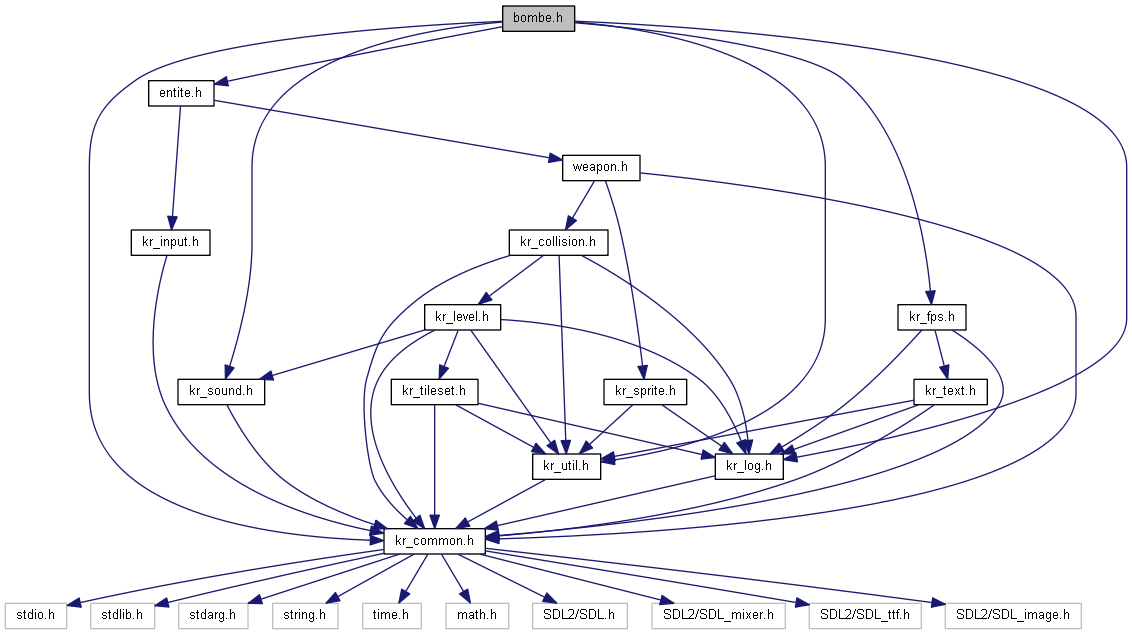 bombe.h
entite.h
weapon.h
kr_input.h
kr_collision.h
kr_level.h
kr_fps.h
kr_sound.h
kr_tileset.h
kr_sprite.h
kr_text.h
kr_util.h
kr_log.h
kr_common.h
stdio.h
stdlib.h
stdarg.h
string.h
time.h
math.h
SDL2/SDL.h
SDL2/SDL_mixer.h
SDL2/SDL_ttf.h
SDL2/SDL_image.h